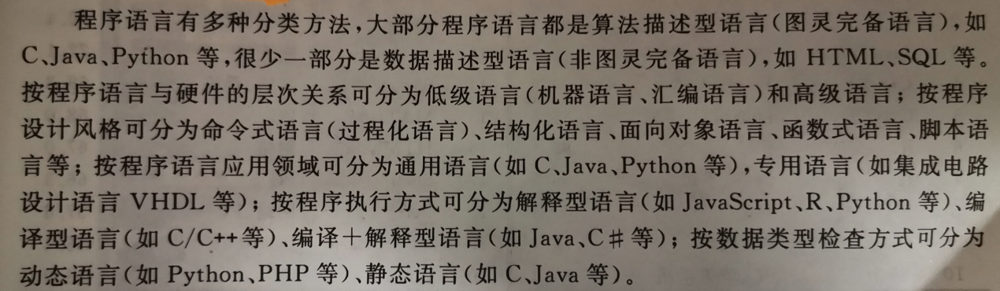 程序语言有多种分类方法,大部分程序语言都是算法描述型语言(图灵完备语言),如
C、Java、Python 等,很少一部分是数据描述型语言(非图灵完备语言),如 HTML、SQL 等。
按程序语言与硬件的层次关系可分为低级语言(机器语言、汇编语言)和高级语言；按程序
设计风格可分为命令式语言(过程化语言)、结构化语言、面向对象语言、函数式语言、脚本语
言等；按程序语言应用领域可分为通用语言(如 C、Java、Python 等),专用语言(如集成电路
设计语言 VHDL 等)；按程序执行方式可分为解释型语言(如 JavaScript、R、Python 等)、编
译型语言(如 C/C++等)、编译+解释型语言(如 Java、C# 等)；按数据类型检查方式可分为
动态语言(如 Python、PHP 等)、静态语言(如 C、Java 等)。